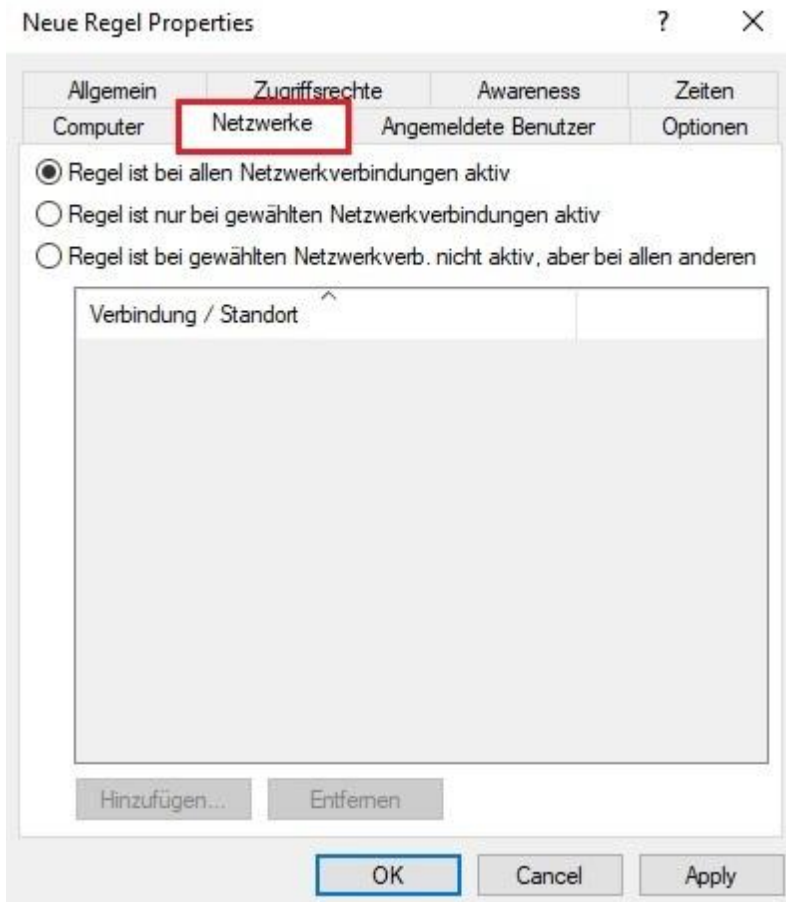 Neue Regel Properties ? ✕
Allgemein Zugriffsrechte Awareness Zeiten
Computer Netzwerke Angemeldete Benutzer Optionen
Regel ist bei allen Netzwerkverbindungen aktiv
Regel ist nur bei gewählten Netzwerkverbindungen aktiv
Regel ist bei gewählten Netzwerkverb. nicht aktiv, aber bei allen anderen
Verbindung / Standort
Hinzufügen... Entfernen
OK Cancel Apply